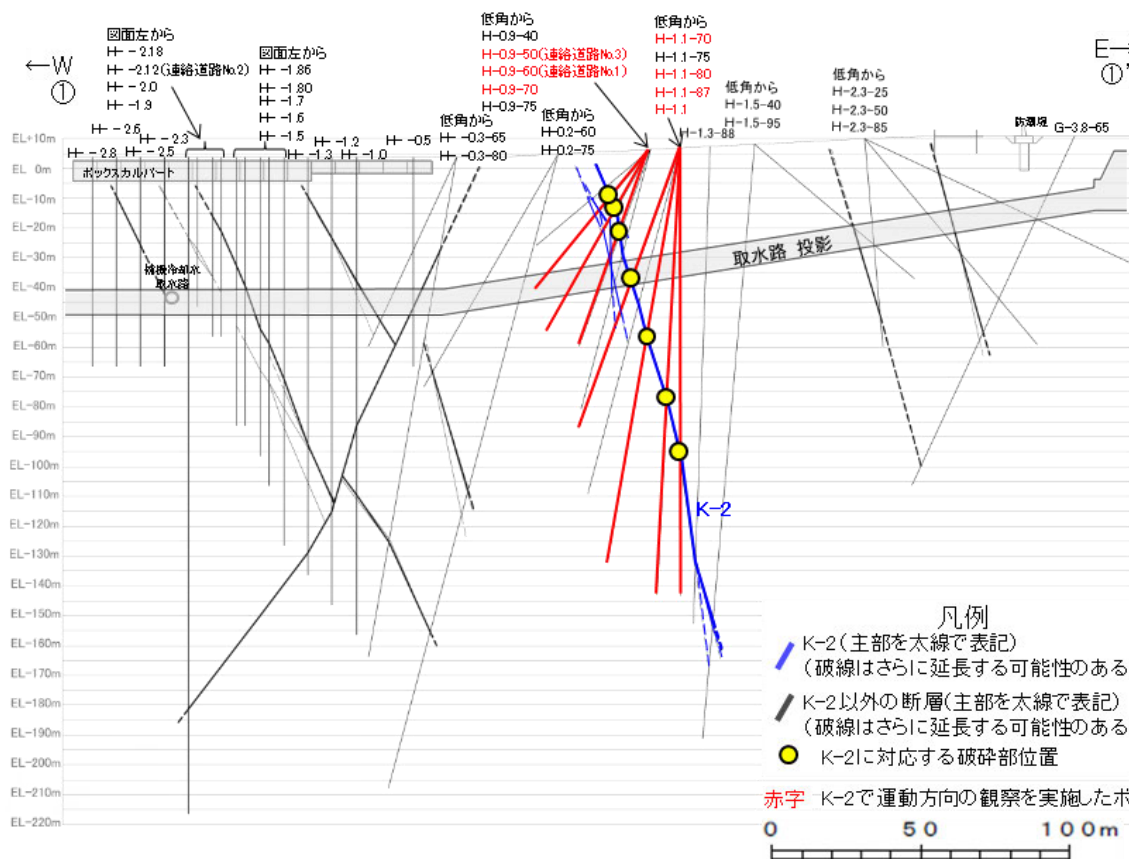 ←W
①
図面左から
H- -2.18
H- -2.12(連絡道路No.2)
H- -2.0
H- -1.9
図面左から
H- -1.86
H- -1.80
H- -1.7
H- -1.6
H- -1.5
低角から
H-0.9-40
H-0.9-50(連絡道路No.3)
H-0.9-60(連絡道路No.1)
H-0.9-70
H-0.9-75
低角から
H-1.1-70
H-1.1-75
H-1.1-80
H-1.1-87
H-1.1
E→
①'
低角から
H-1.5-40
H-1.5-95
低角から
H-2.3-25
H-2.3-50
H-2.3-85
防潮堤
G-3.8-65
低角から
H- -0.3-65
H- -0.3-80
低角から
H-0.2-60
H-0.2-75
H-1.3-88
H- -2.8
H- -2.6
H- -2.5
H- -2.3
H- -1.3
H- -1.2
H- -1.0
H- -0.5
ボックスカルバート
補機冷却水
取水路
取水路 投影
K-2
EL+10m
EL 0m
EL-10m
EL-20m
EL-30m
EL-40m
EL-50m
EL-60m
EL-70m
EL-80m
EL-90m
EL-100m
EL-110m
EL-120m
EL-130m
EL-140m
EL-150m
EL-160m
EL-170m
EL-180m
EL-190m
EL-200m
EL-210m
EL-220m
凡例
K-2(主部を太線で表記)
(破線はさらに延長する可能性のある
K-2以外の断層(主部を太線で表記)
(破線はさらに延長する可能性のある
K-2に対応する破砕部位置
赤字 K-2で運動方向の観察を実施したボ
0 50 100m